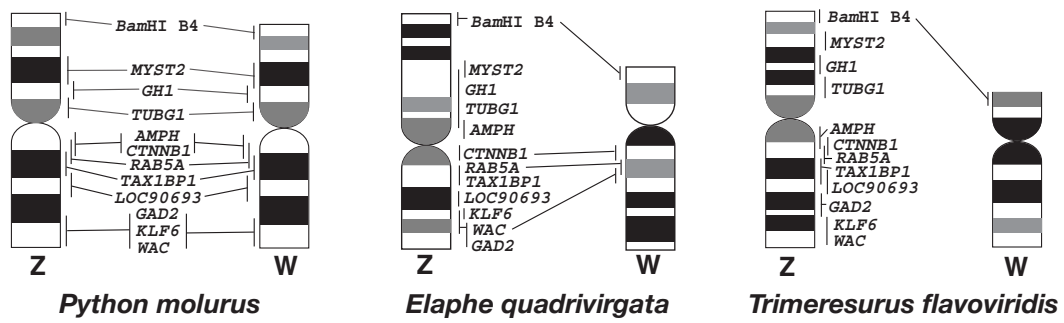 BamHI B4
MYST2
GH1
TUBG1
AMPH
CTNNB1
RAB5A
TAX1BP1
LOC90693
GAD2
KLF6
WAC
Z W
Python molurus
BamHI B4
MYST2
GH1
TUBG1
AMPH
CTNNB1
RAB5A
TAX1BP1
LOC90693
KLF6
WAC
GAD2
Z W
Elaphe quadrivirgata
BamHI B4
MYST2
GH1
TUBG1
AMPH
CTNNB1
RAB5A
TAX1BP1
LOC90693
GAD2
KLF6
WAC
Z W
Trimeresurus flavoviridis